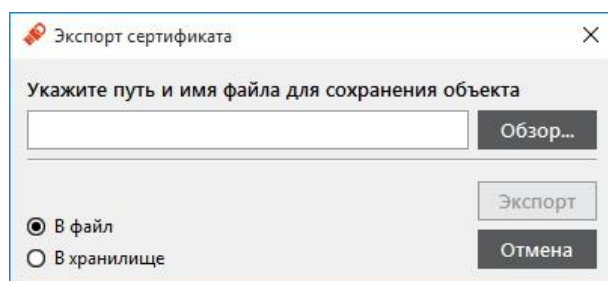 Экспорт сертификата
Укажите путь и имя файла для сохранения объекта
Обзор...
Экспорт
В файл
В хранилище
Отмена